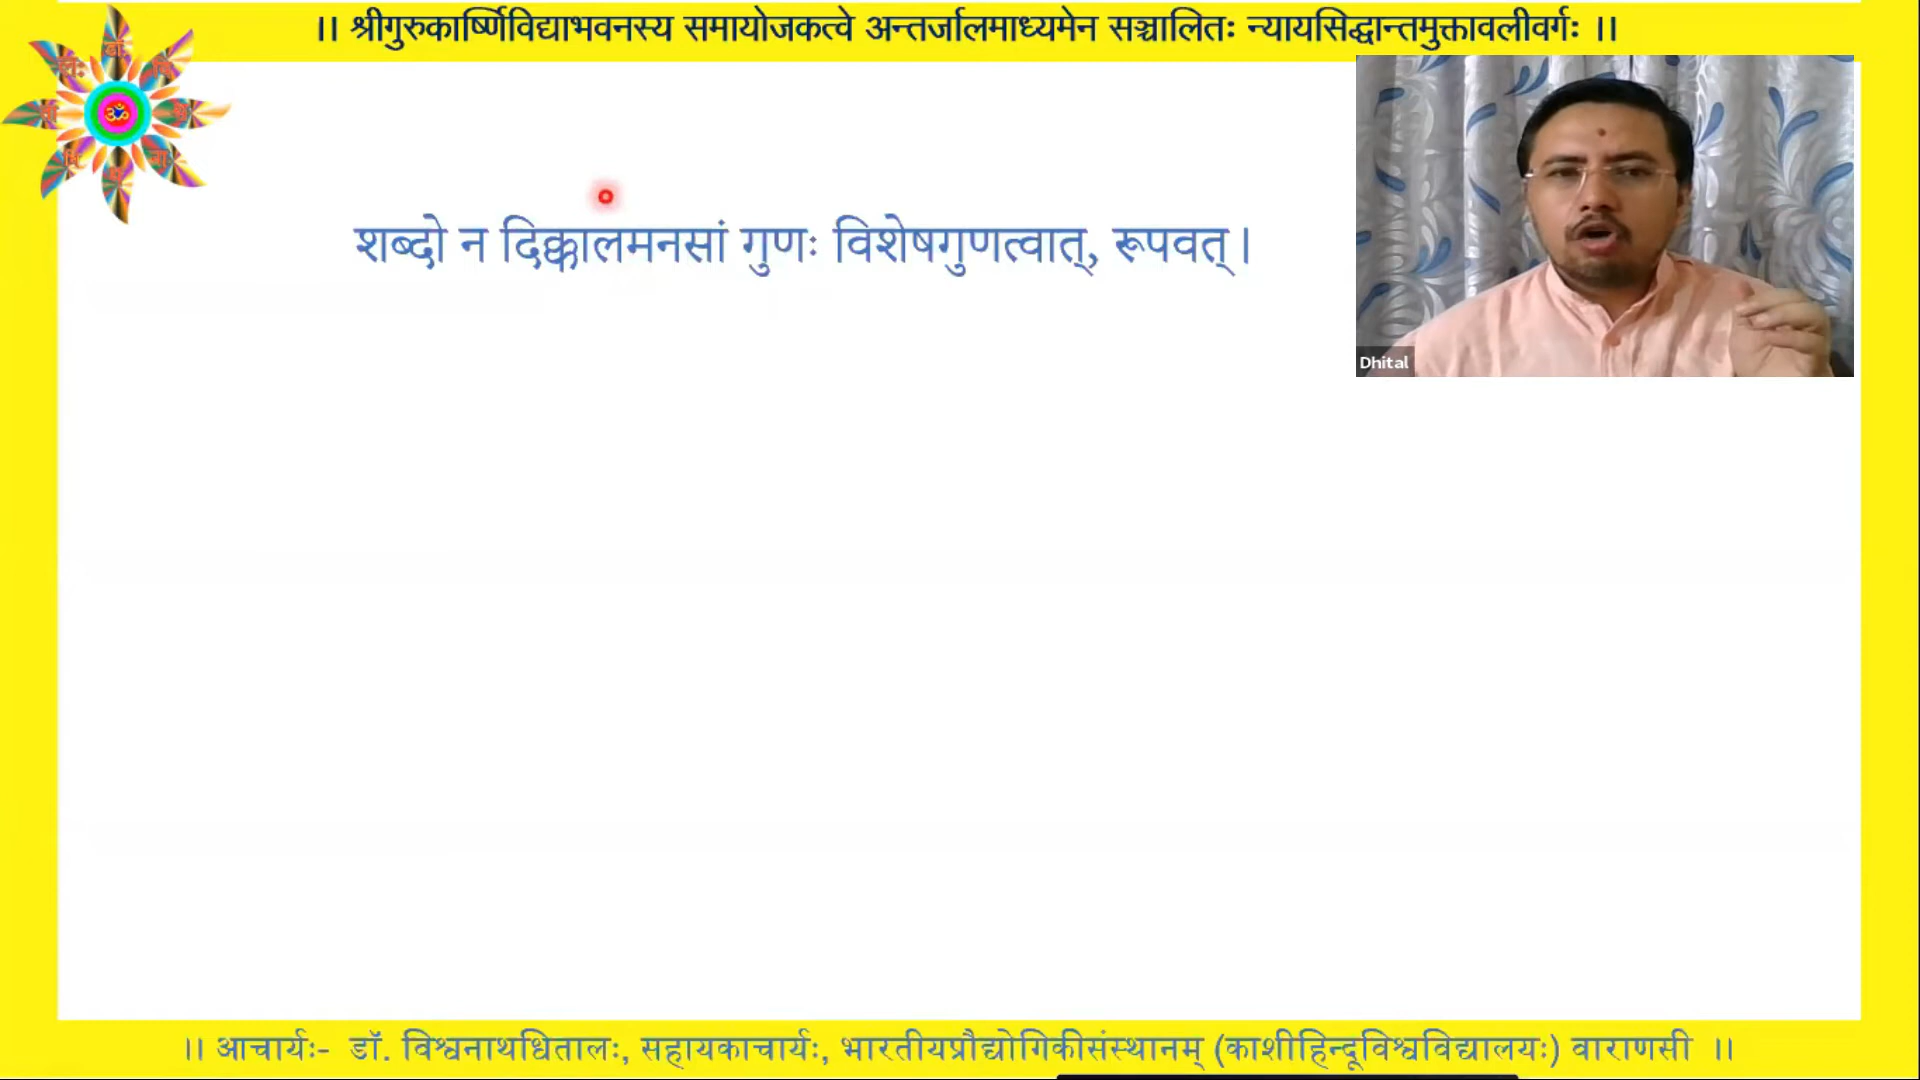 ।। श्रीगुरुकार्ष्णिविद्याभवनस्य समायोजकत्वे अन्तर्जालमाध्यमेन सञ्चालितः न्यायसिद्धान्तमुक्तावलीवर्गः ।।
ॐ
शब्दो न दिक्कालमनसां गुणः विशेषगुणत्वात्, रूपवत् ।
Dhital
।। आचार्यः- डॉ. विश्वनाथधितालः, सहायकाचार्यः, भारतीयप्रौद्योगिकीसंस्थानम् (काशीहिन्दूविश्वविद्यालयः) वाराणसी ।।